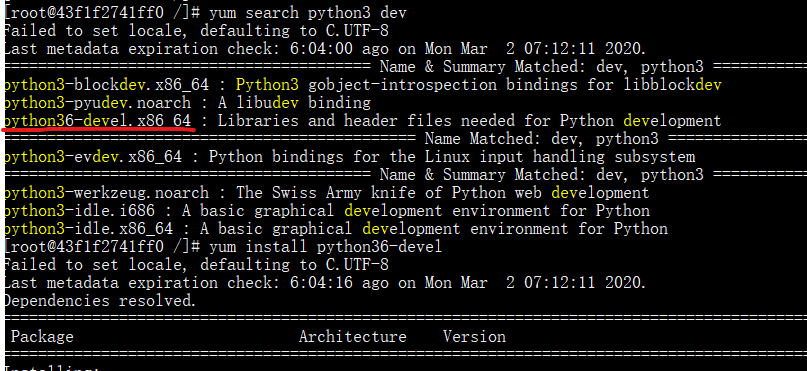 [root@43f1f2741ff0 /]# yum search python3 dev
Failed to set locale, defaulting to C.UTF-8
Last metadata expiration check: 6:04:00 ago on Mon Mar  2 07:12:11 2020.
======================================== Name & Summary Matched: dev, python3 ==========
python3-blockdev.x86_64 : Python3 gobject-introspection bindings for libblockdev
python3-pyudev.noarch : A libudev binding
python36-devel.x86_64 : Libraries and header files needed for Python development
============================================= Name Matched: dev, python3 ===============
python3-evdev.x86_64 : Python bindings for the Linux input handling subsystem
======================================== Name & Summary Matched: dev, python3 ==========
python3-werkzeug.noarch : The Swiss Army knife of Python web development
python3-idle.i686 : A basic graphical development environment for Python
python3-idle.x86_64 : A basic graphical development environment for Python
[root@43f1f2741ff0 /]# yum install python36-devel
Failed to set locale, defaulting to C.UTF-8
Last metadata expiration check: 6:04:16 ago on Mon Mar  2 07:12:11 2020.
Dependencies resolved.
========================================================================================
Package Architecture Version
========================================================================================
Installing: